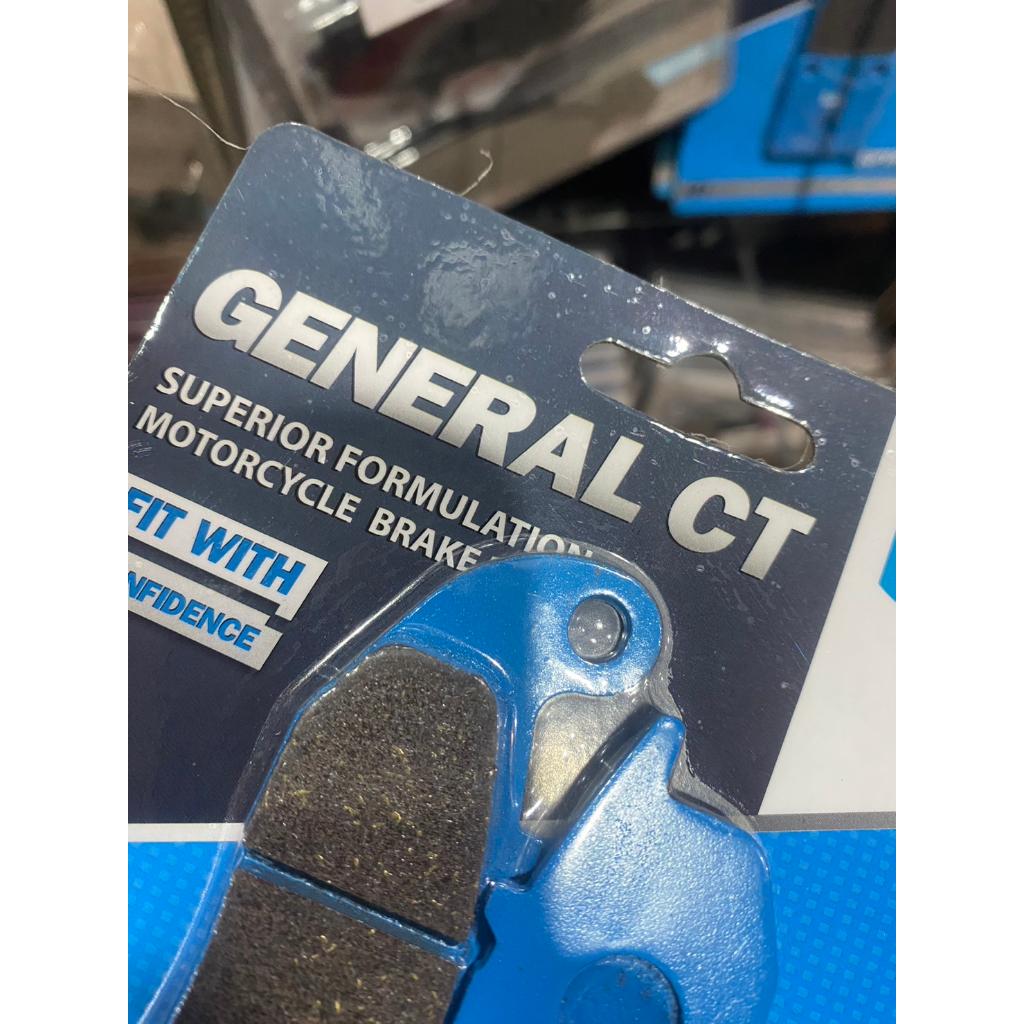 GENERAL CT
SUPERIOR FORMULATION
MOTORCYCLE BRAKE
FIT WITH
NFIDENCE